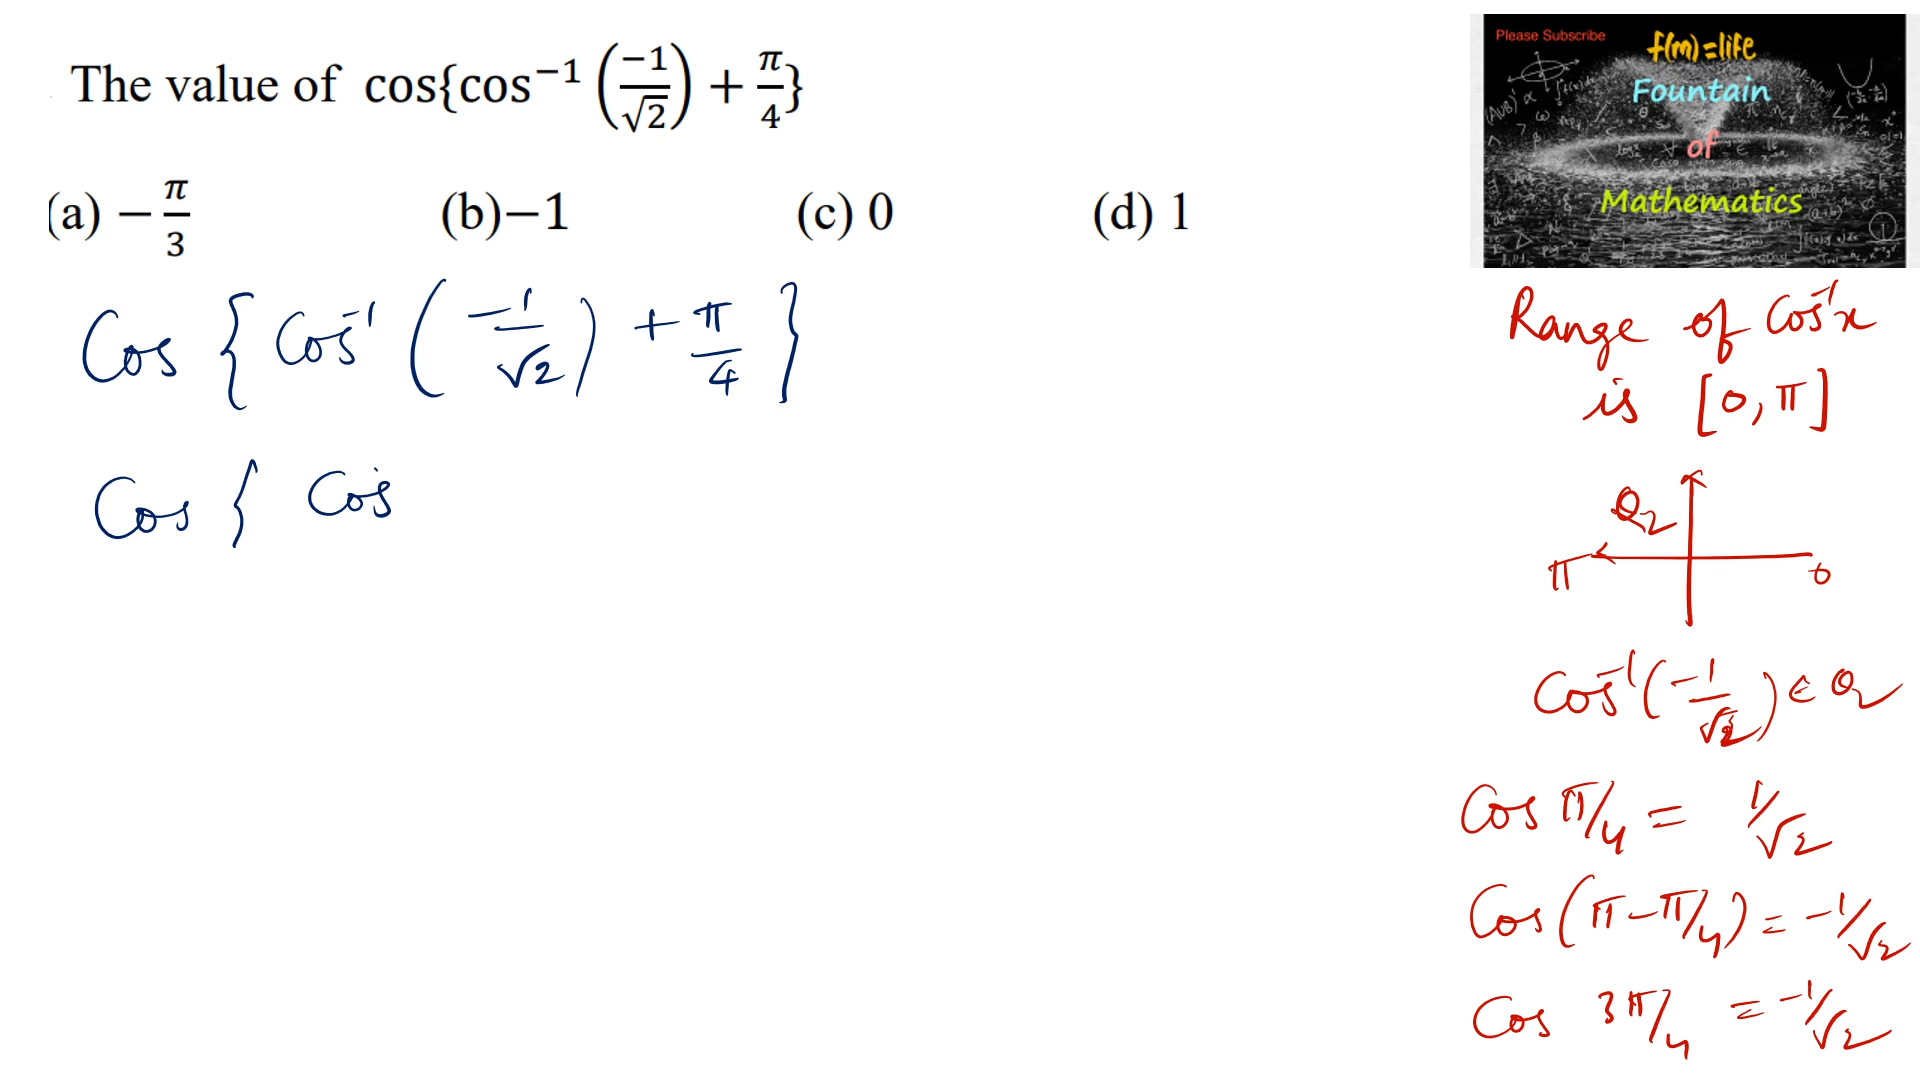 The value of cos{cos⁻¹(−1/√2) + π/4}
(a) −π/3 (b)−1 (c) 0 (d) 1
Cos { Cos⁻¹ ( −1/√2 ) + π/4 }
Cos { Cos
Please Subscribe
f(m)=life
Fountain
of
Mathematics
Range of Cos⁻¹x
is [0, π]
Q2
π 0
Cos⁻¹(−1/√2) ∈ Q2
Cos π/4 = 1/√2
Cos (π−π/4) = −1/√2
Cos 3π/4 = −1/√2